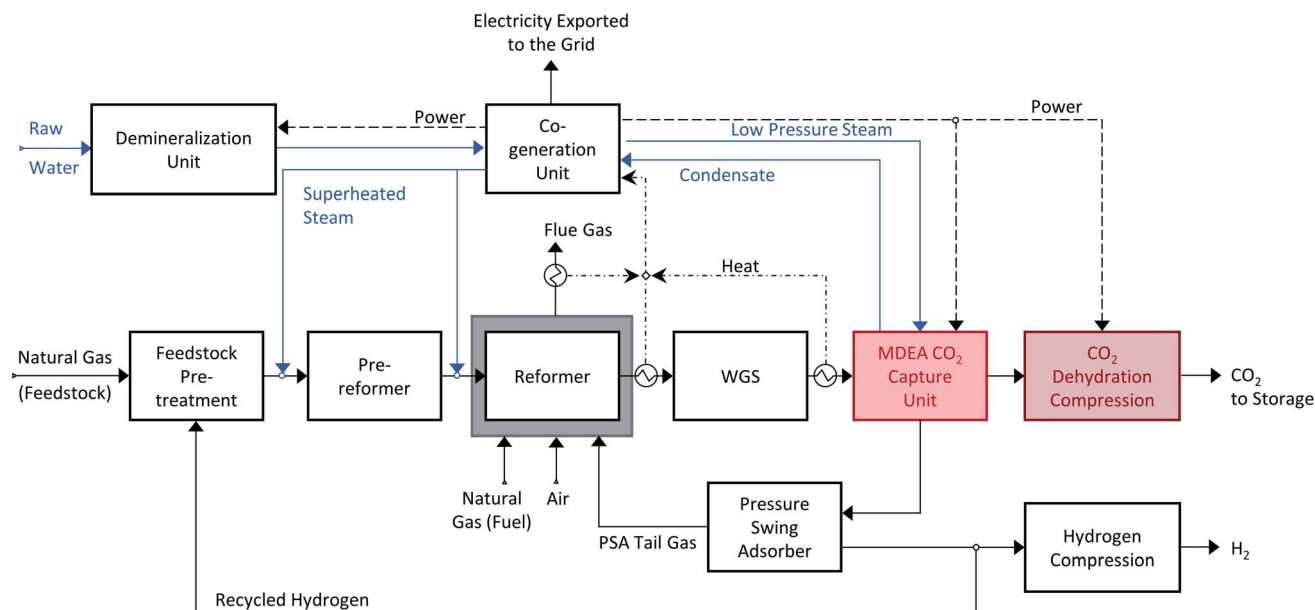 Electricity Exported
to the Grid
Raw
Water
Demineralization
Unit
Power
Co-
generation
Unit
Power
Low Pressure Steam
Condensate
Superheated
Steam
Flue Gas
Heat
Natural Gas
(Feedstock)
Feedstock
Pre-
treatment
Pre-
reformer
Reformer
WGS
MDEA CO₂
Capture
Unit
CO₂
Dehydration
Compression
CO₂
to Storage
Natural
Gas (Fuel)
Air
PSA Tail Gas
Pressure
Swing
Adsorber
Hydrogen
Compression
H₂
Recycled Hydrogen